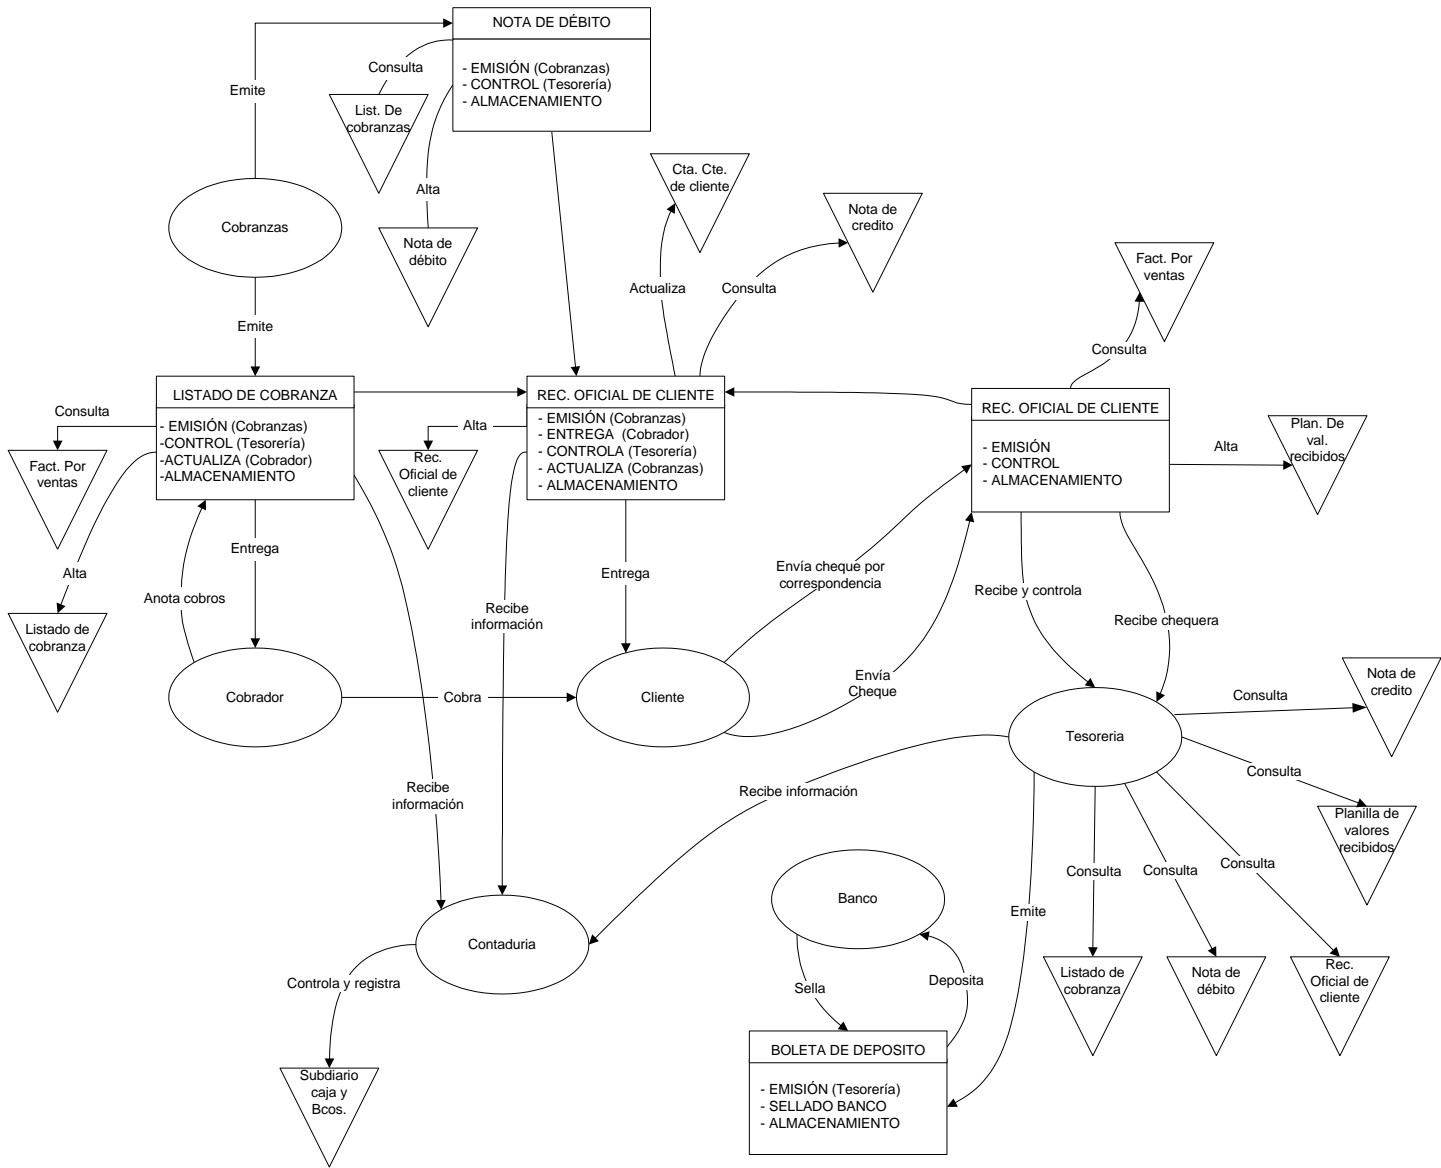 NOTA DE DÉBITO
- EMISIÓN (Cobranzas)
- CONTROL (Tesorería)
- ALMACENAMIENTO
Consulta
Emite
List. De
cobranzas
Alta
Cobranzas
Nota de
débito
Cta. Cte.
de cliente
Nota de
credito
Actualiza
Consulta
Fact. Por
ventas
Consulta
Emite
LISTADO DE COBRANZA
- EMISIÓN (Cobranzas)
-CONTROL (Tesorería)
-ACTUALIZA (Cobrador)
-ALMACENAMIENTO
Consulta
Fact. Por
ventas
Alta
Listado de
cobranza
REC. OFICIAL DE CLIENTE
- EMISIÓN (Cobranzas)
- ENTREGA  (Cobrador)
- CONTROLA (Tesorería)
- ACTUALIZA (Cobranzas)
- ALMACENAMIENTO
Alta
Rec.
Oficial de
cliente
REC. OFICIAL DE CLIENTE
- EMISIÓN
- CONTROL
- ALMACENAMIENTO
Alta
Plan. De
val.
recibidos
Entrega
Anota cobros
Recibe
información
Entrega
Envía cheque por
correspondencia
Recibe y controla
Recibe chequera
Cobrador
Cobra
Cliente
Envía
Cheque
Tesoreria
Consulta
Nota de
credito
Consulta
Planilla de
valores
recibidos
Recibe
información
Recibe información
Consulta
Consulta
Consulta
Emite
Banco
Contaduria
Controla y registra
Sella
Deposita
Listado de
cobranza
Nota de
débito
Rec.
Oficial de
cliente
Subdiario
caja y
Bcos.
BOLETA DE DEPOSITO
- EMISIÓN (Tesorería)
- SELLADO BANCO
- ALMACENAMIENTO